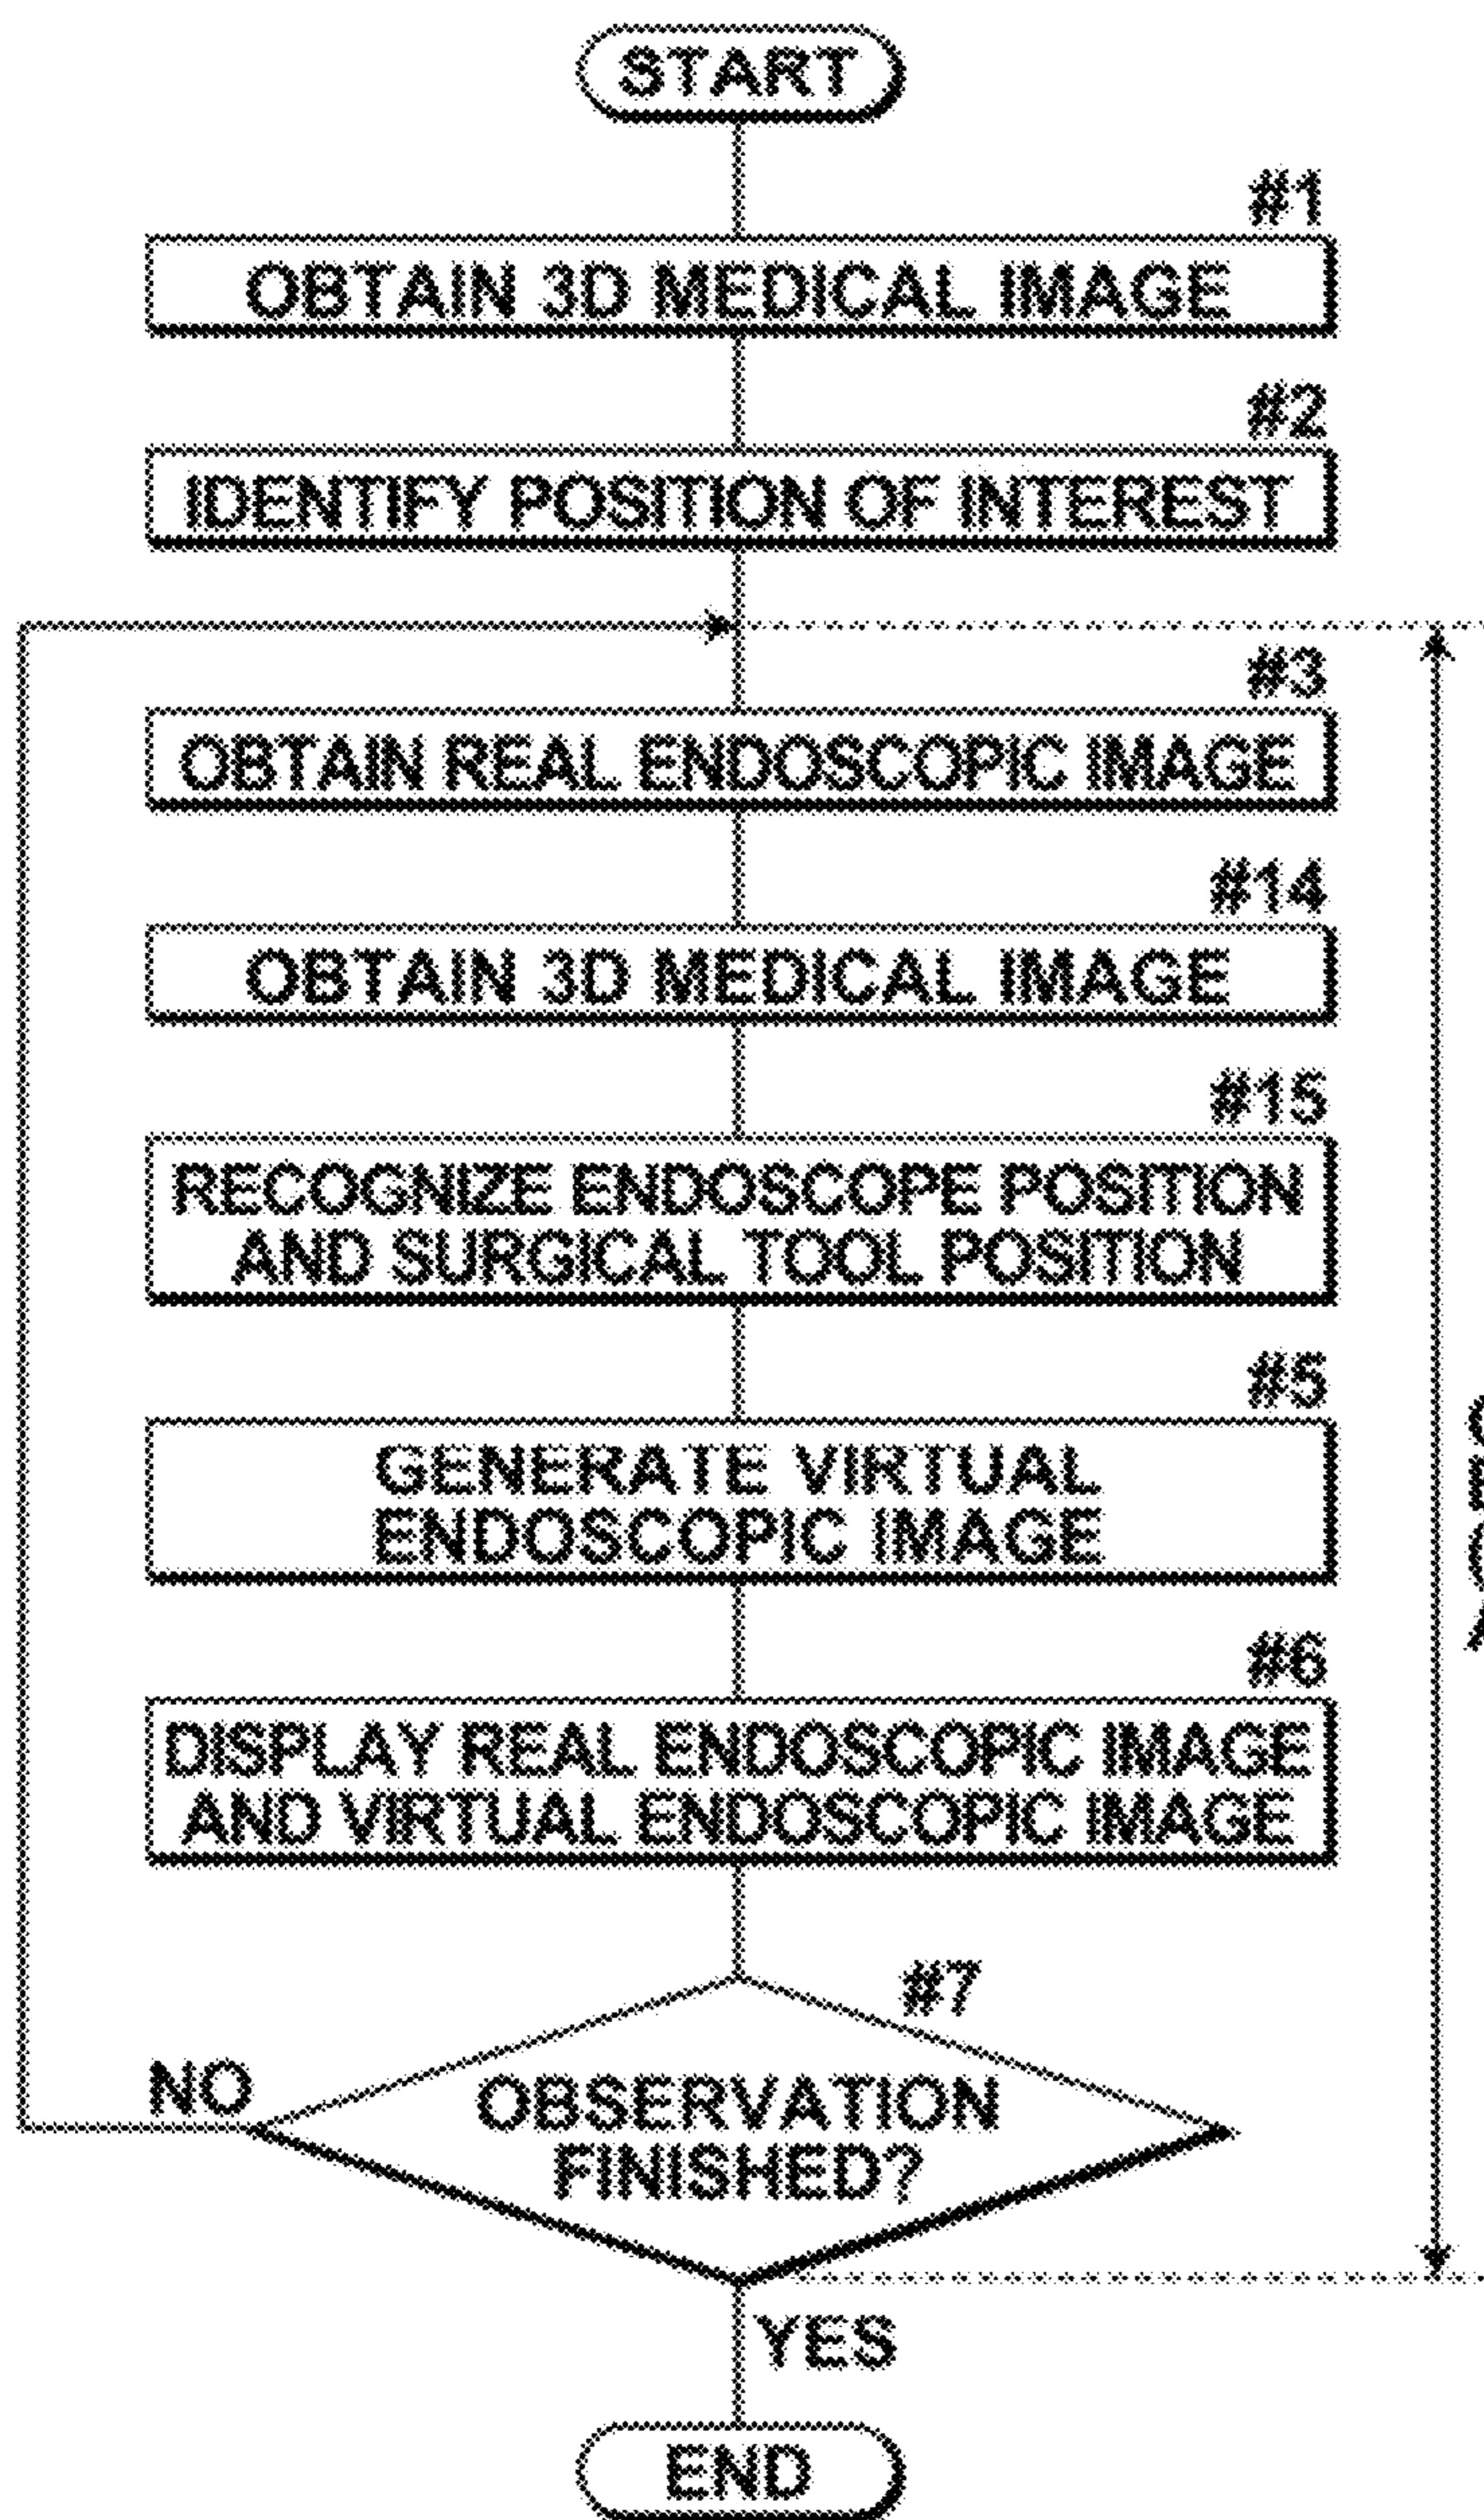 START
#1
OBTAIN 3D MEDICAL IMAGE
#2
IDENTIFY POSITION OF INTEREST
#3
OBTAIN REAL ENDOSCOPIC IMAGE
#14
OBTAIN 3D MEDICAL IMAGE
#15
RECOGNIZE ENDOSCOPE POSITION
AND SURGICAL TOOL POSITION
#5
GENERATE VIRTUAL
ENDOSCOPIC IMAGE
#6
DISPLAY REAL ENDOSCOPIC IMAGE
AND VIRTUAL ENDOSCOPIC IMAGE
#7
NO
OBSERVATION
FINISHED?
YES
END